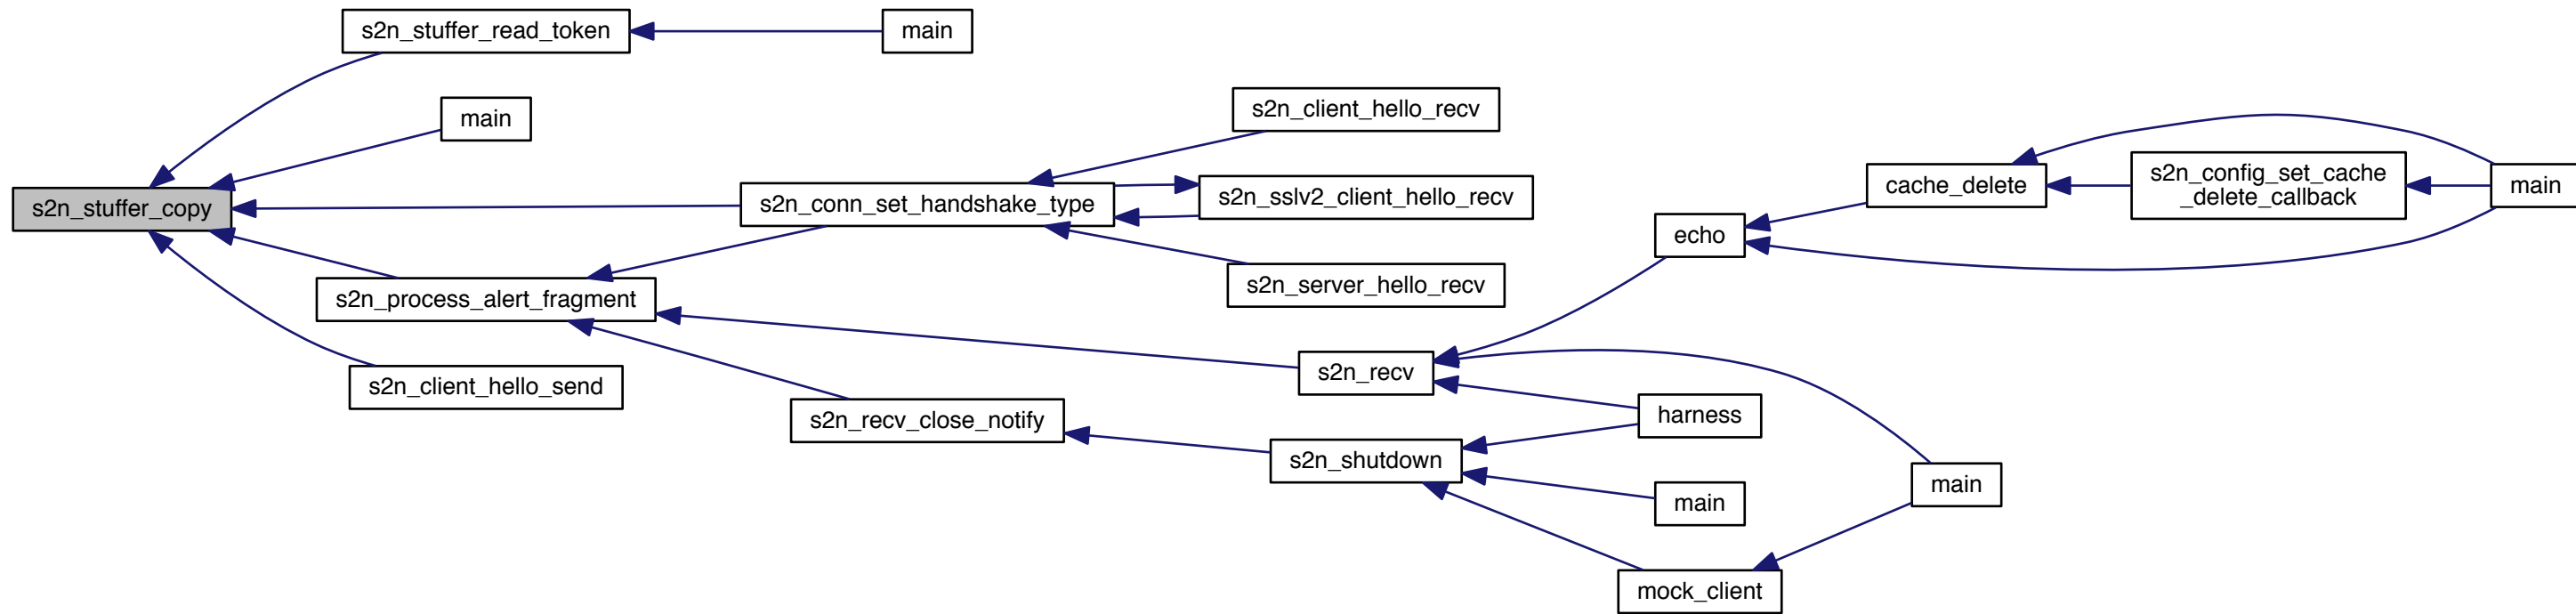 s2n_stuffer_read_token
main
s2n_client_hello_recv
main
s2n_config_set_cache
_delete_callback
cache_delete
main
s2n_sslv2_client_hello_recv
s2n_conn_set_handshake_type
s2n_stuffer_copy
echo
s2n_server_hello_recv
s2n_process_alert_fragment
s2n_recv
s2n_client_hello_send
harness
s2n_recv_close_notify
s2n_shutdown
main
main
mock_client